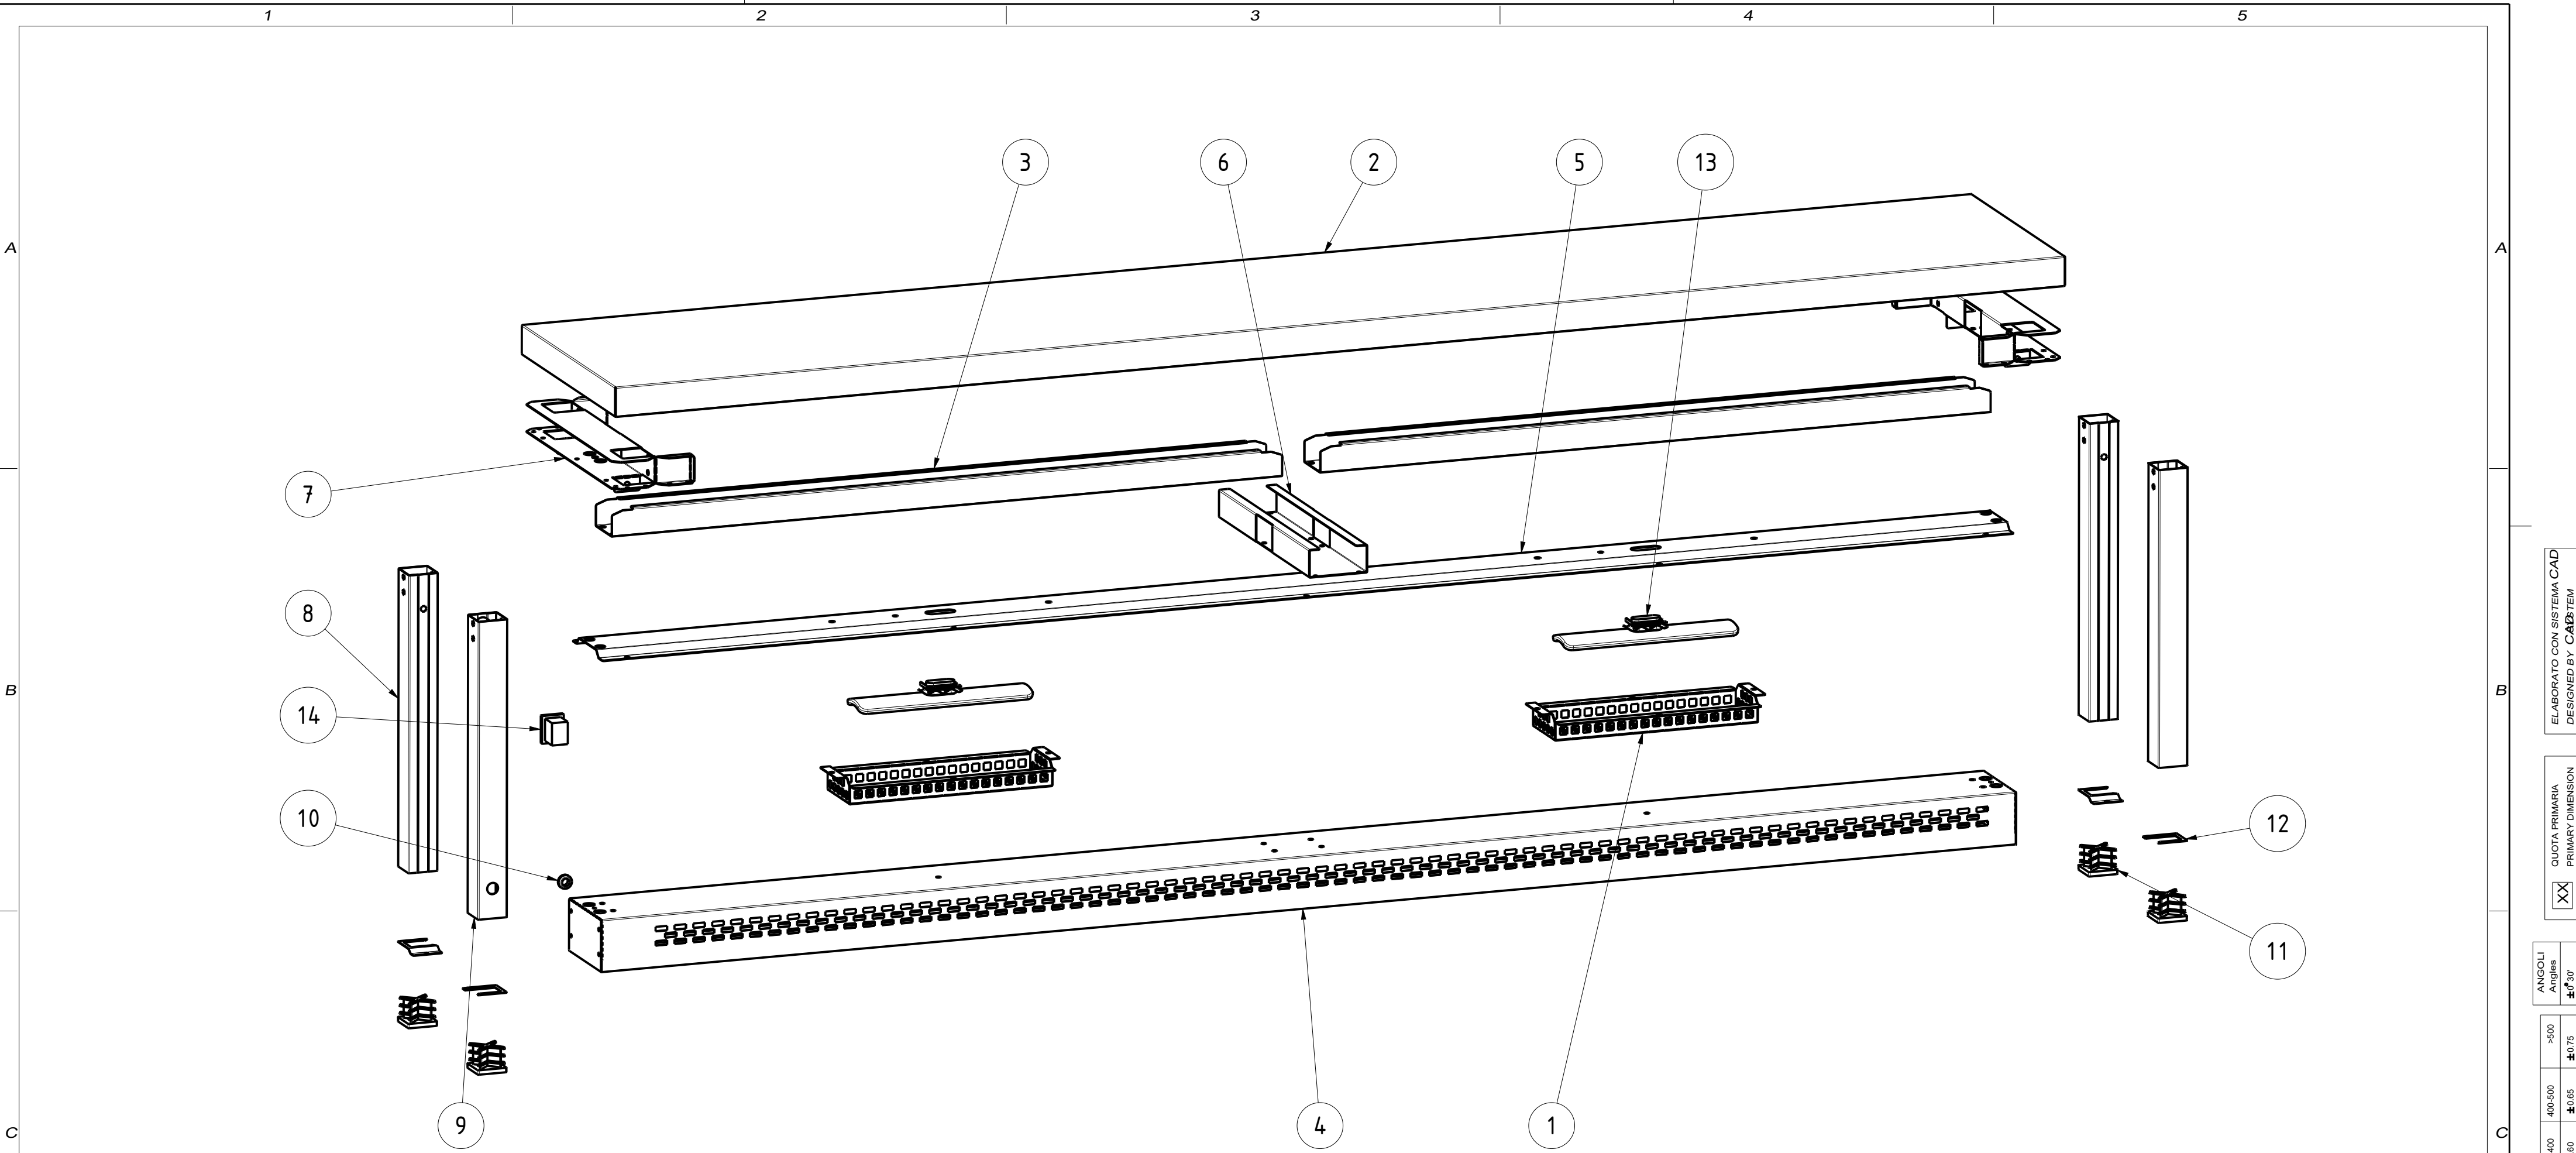 1 2 3 4 5
3 6 2 5 13
A A
7
8
B B
14
10
12
11
9 4 1
C C
ELABORATO CON SISTEMA CAD
DESIGNED BY CAD SYSTEM
QUOTA PRIMARIA
PRIMARY DIMENSION
XX
ANGOLI
Angles
±0°30'
>500
±0.75
400-500
±0.65
400
60